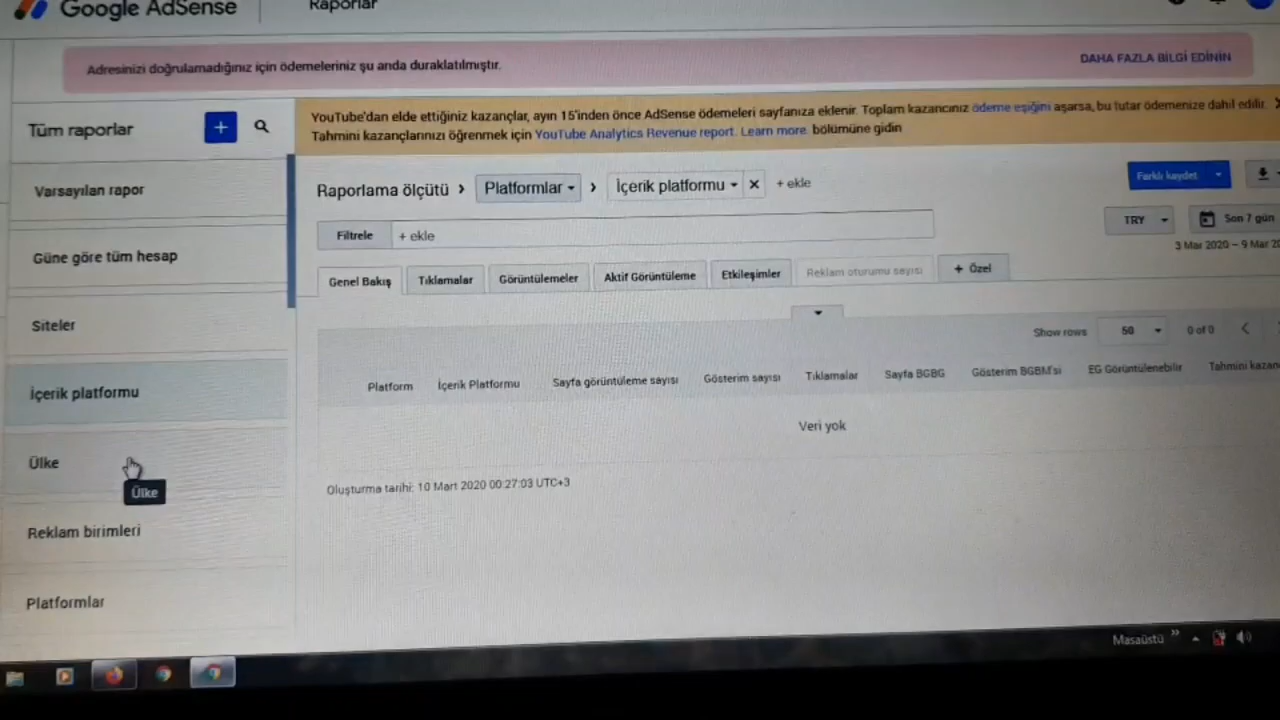 Google AdSense
Raporlar
Adresinizi doğrulamadığınız için ödemeleriniz şu anda duraklatılmıştır.
DAHA FAZLA BİLGİ EDİNİN
Tüm raporlar
+
YouTube'dan elde ettiğiniz kazançlar, ayın 15'inden önce AdSense ödemeleri sayfanıza eklenir. Toplam kazancınız ödeme eşiğini aşarsa, bu tutar ödemenize dahil edilir.
Tahmini kazançlarınızı öğrenmek için YouTube Analytics Revenue report. Learn more. bölümüne gidin
Varsayılan rapor
Güne göre tüm hesap
Siteler
İçerik platformu
Ülke
Ülke
Reklam birimleri
Platformlar
Raporlama ölçütü > Platformlar > İçerik platformu × + ekle
Farklı kaydet
Filtrele + ekle
TRY
Son 7 gün
3 Mar 2020 – 9 Mar 20
Genel Bakış Tıklamalar Görüntülemeler Aktif Görüntüleme Etkileşimler Reklam oturumu sayısı + Özel
Show rows 50 0 of 0
Platform İçerik Platformu Sayfa görüntüleme sayısı Gösterim sayısı Tıklamalar Sayfa BGBG Gösterim BGBM'si EG Görüntülenebilir Tahmini kazan
Veri yok
Oluşturma tarihi: 10 Mart 2020 00:27:03 UTC+3
Masaüstü